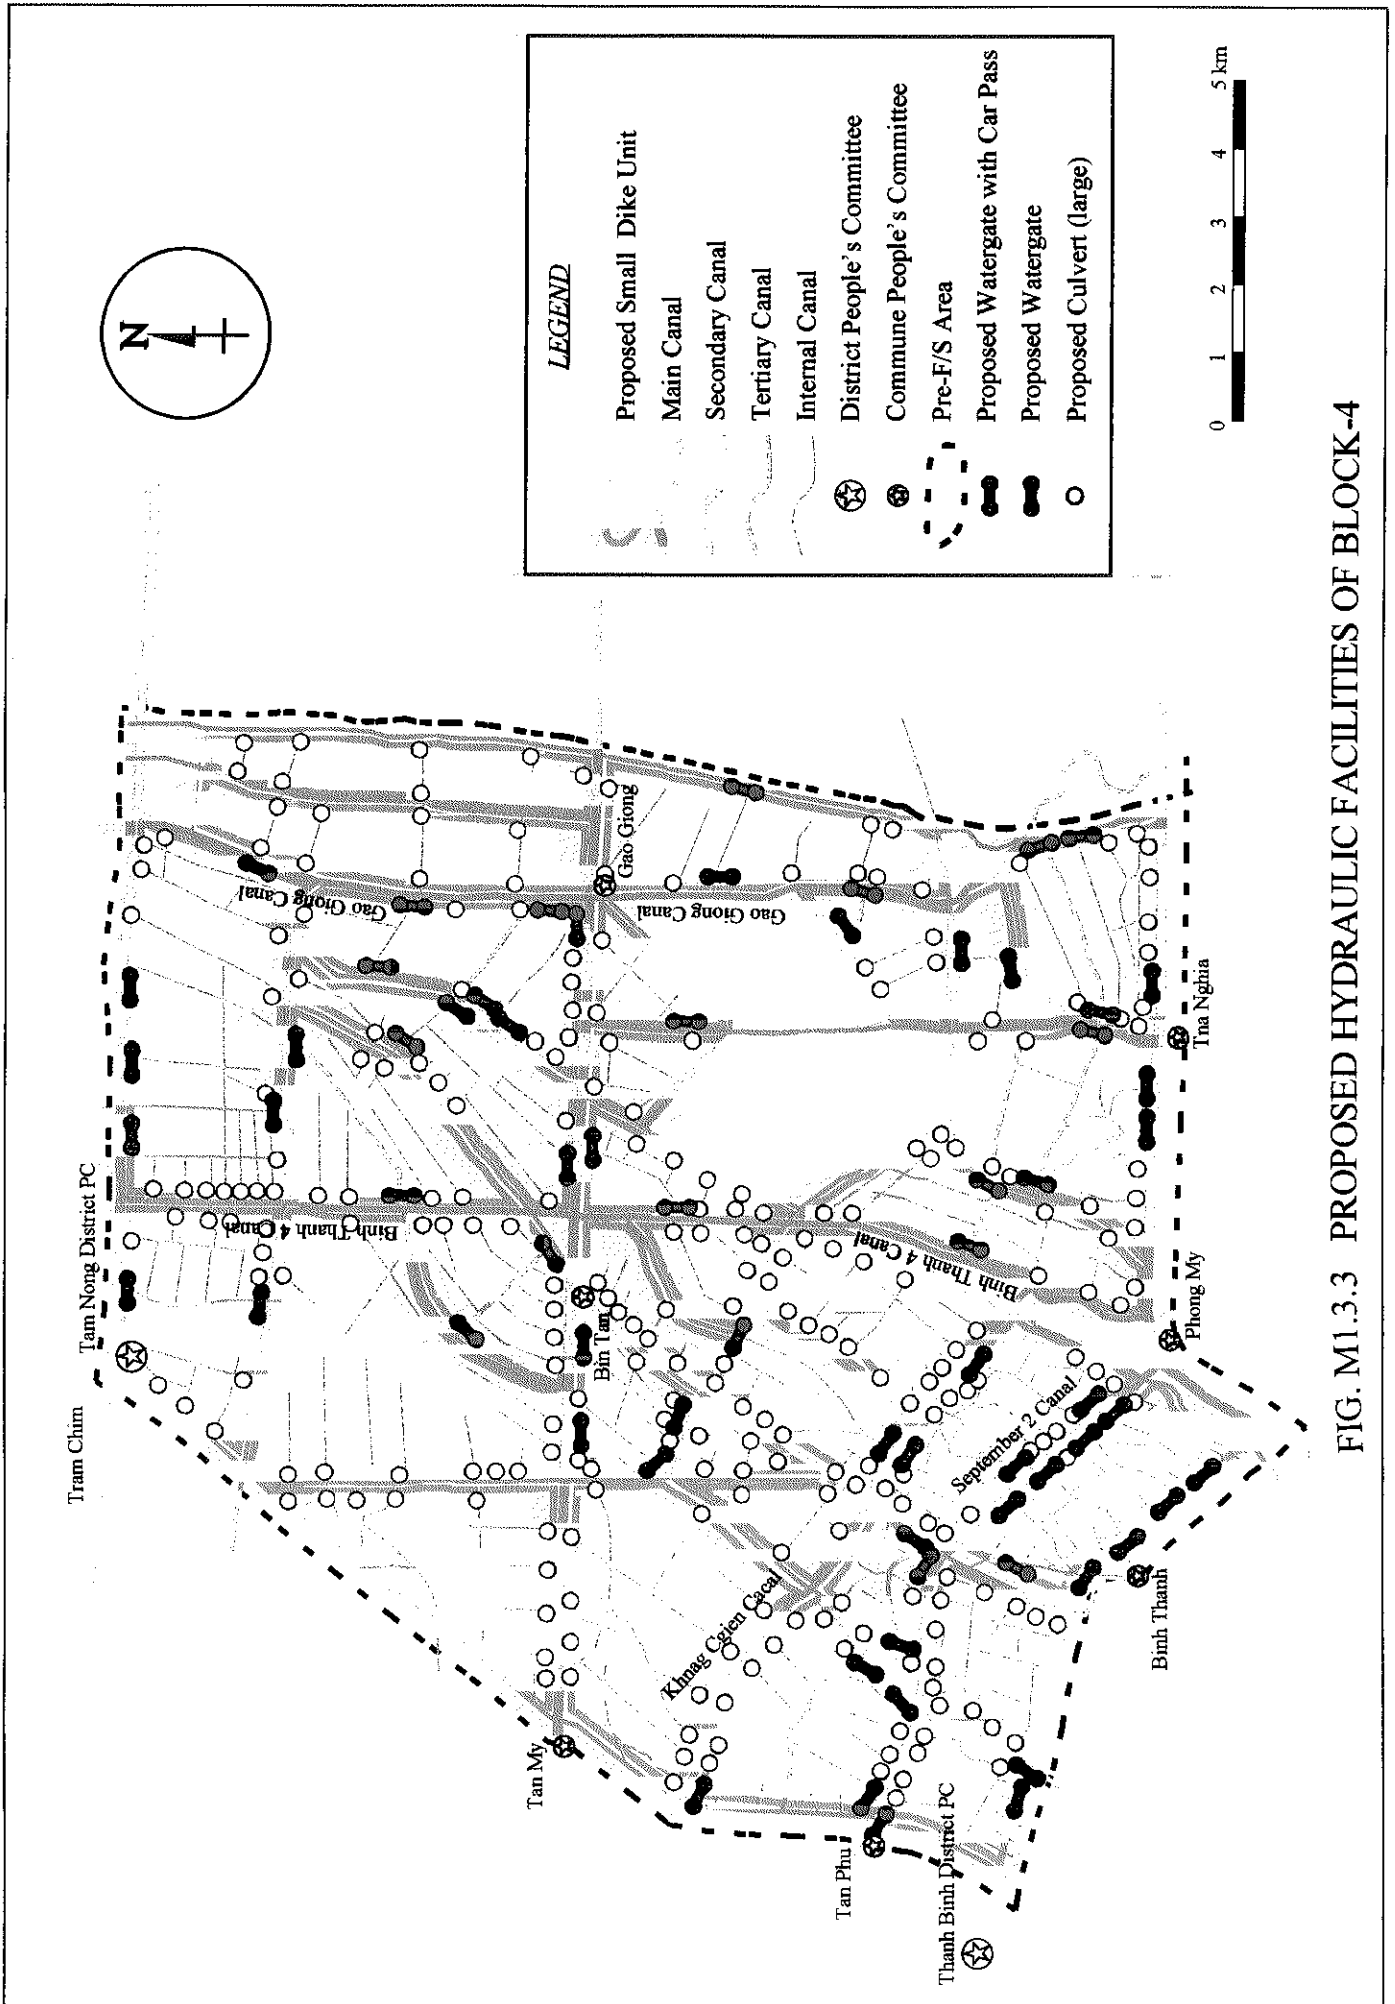 Tram Chim
Tam Nong District PC
Gao Giong Canal
Binh Thanh 4 Canal
Gao Giong
Gao Giong Canal
Bin Tan
Tan My
Khnag Cgien Cacal
Binh Thanh 4 Canal
September 2 Canal
Tan Phu
Thanh Binh District PC
Binh Thanh
Phong My
Tna Nghia
N
LEGEND
Proposed Small Dike Unit
Main Canal
Secondary Canal
Tertiary Canal
Internal Canal
District People's Committee
Commune People's Committee
Pre-F/S Area
Proposed Watergate with Car Pass
Proposed Watergate
Proposed Culvert (large)
0 1 2 3 4 5 km
FIG. M1.3.3 PROPOSED HYDRAULIC FACILITIES OF BLOCK-4